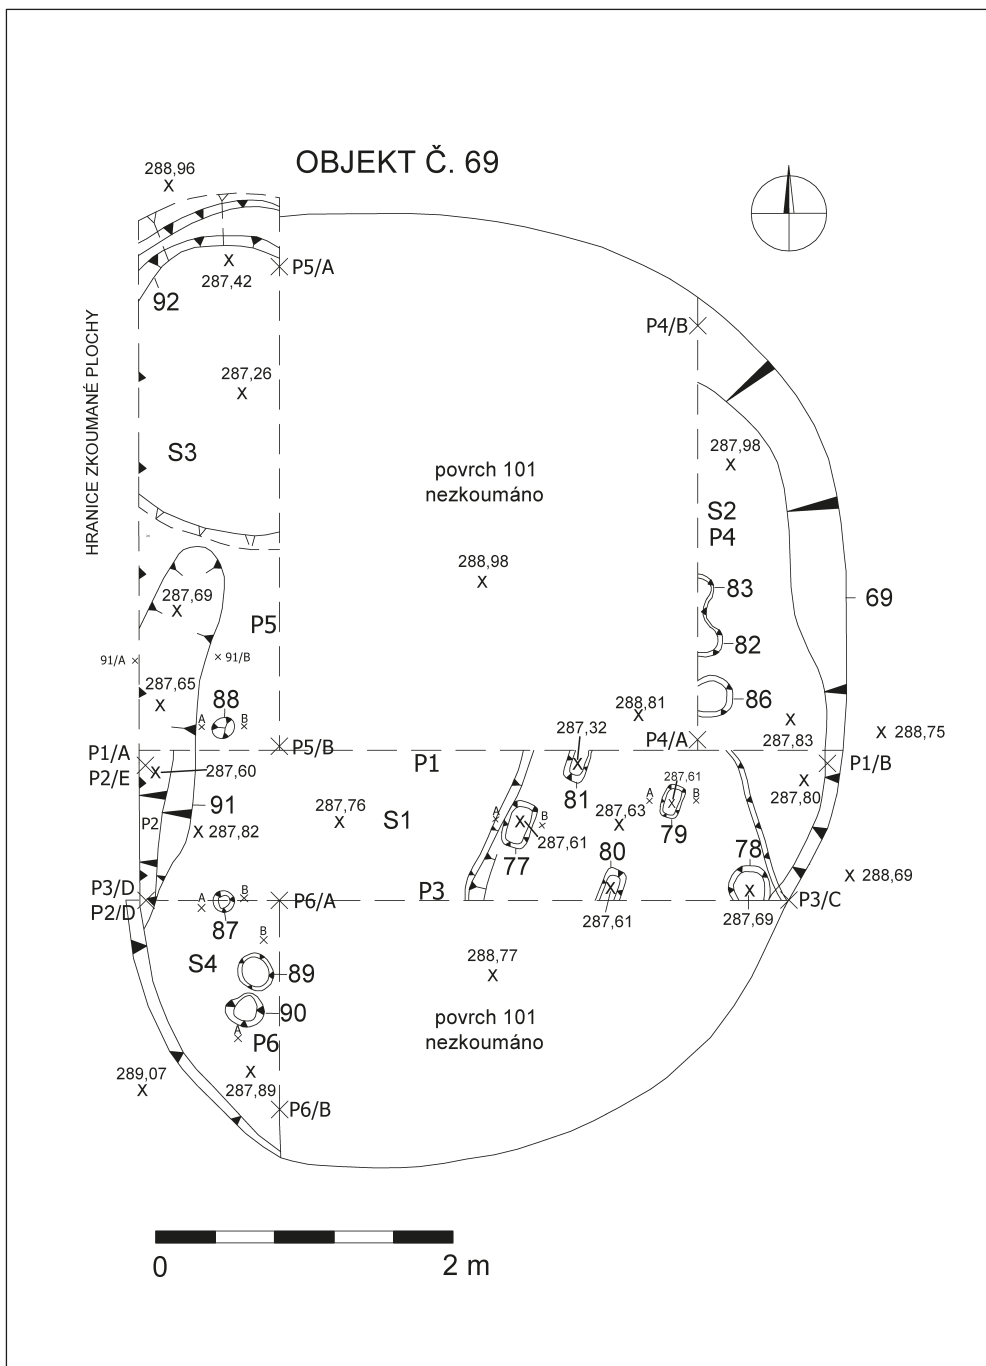 OBJEKT Č. 69
288,96
X
P5/A
287,42
X
92
P4/B
HRANICE ZKOUMANÉ PLOCHY
287,26
X
S3
povrch 101
nezkoumáno
287,98
X
S2
P4
288,98
X
83
69
287,69
X
82
P5
91/A x
x 91/B
287,65
X
88
A
x
B
x
86
288,81
X
287,32
X
P4/A
X
287,83
X 288,75
P1/A
P2/E
P5/B
P1
P1/B
X
287,60
91
P2
X 287,82
287,76
X
S1
81
287,63
X
287,61
A
x
B
x
X
79
X
287,80
A
x
B
x
X
287,61
77
80
X
287,61
78
X
287,69
X 288,69
P3/D
P2/D
A
x
B
x
87
P6/A
P3
P3/C
B
x
S4
89
90
A
x
P6
288,77
X
povrch 101
nezkoumáno
X
287,89
289,07
X
P6/B
0
2 m